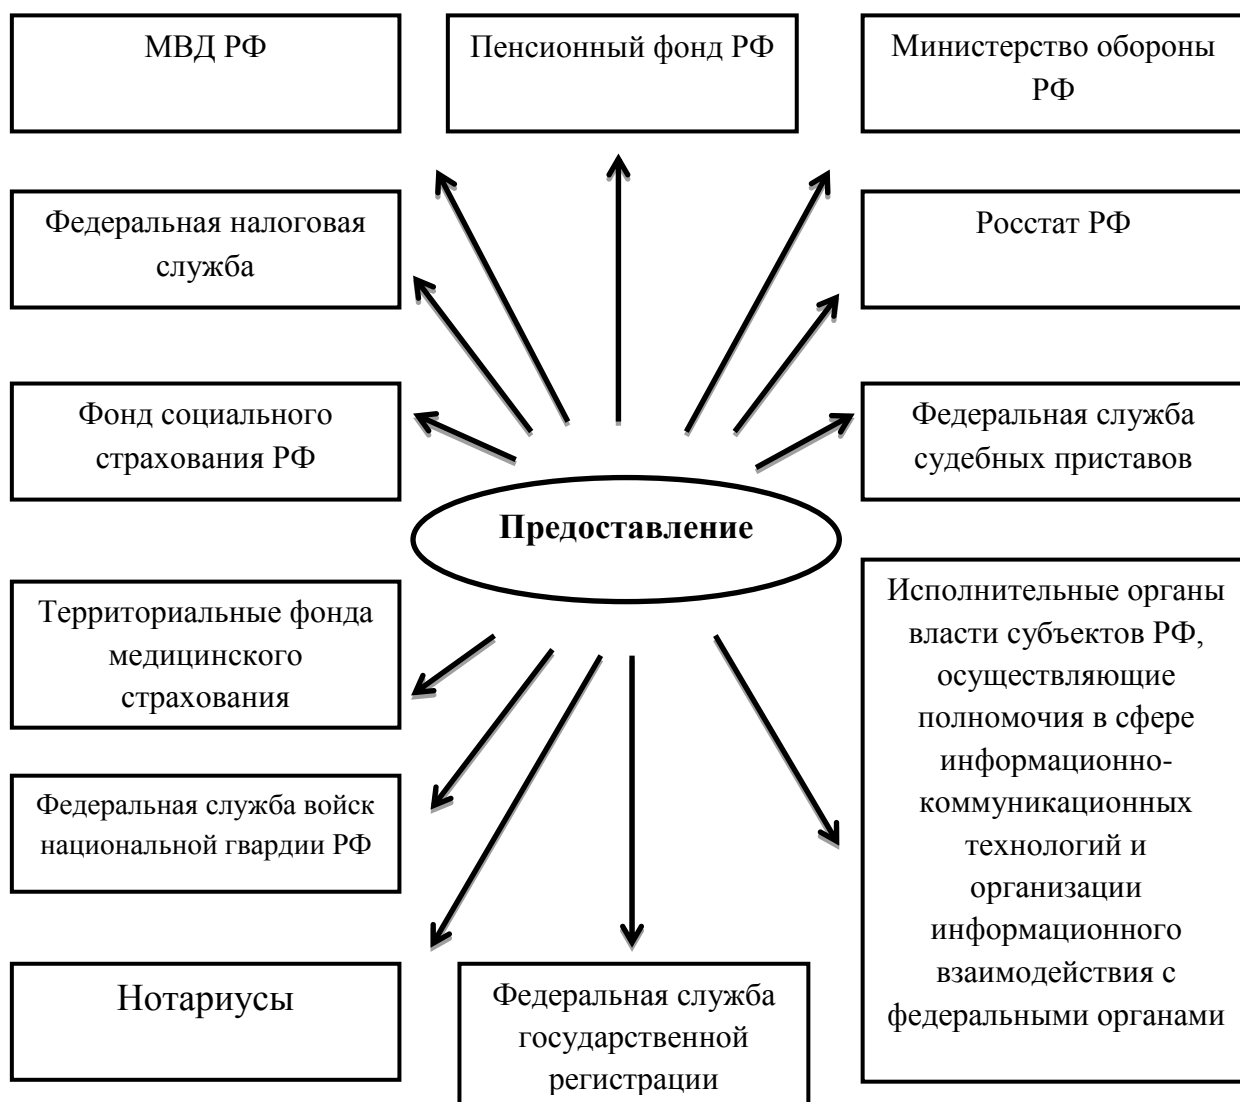 МВД РФ
Пенсионный фонд РФ
Министерство обороны
РФ
Федеральная налоговая
служба
Росстат РФ
Фонд социального
страхования РФ
Федеральная служба
судебных приставов
Предоставление
Территориальные фонда
медицинского
страхования
Исполнительные органы
власти субъектов РФ,
осуществляющие
полномочия в сфере
информационно-
коммуникационных
технологий и
организации
информационного
взаимодействия с
федеральными органами
Федеральная служба войск
национальной гвардии РФ
Нотариусы
Федеральная служба
государственной
регистрации